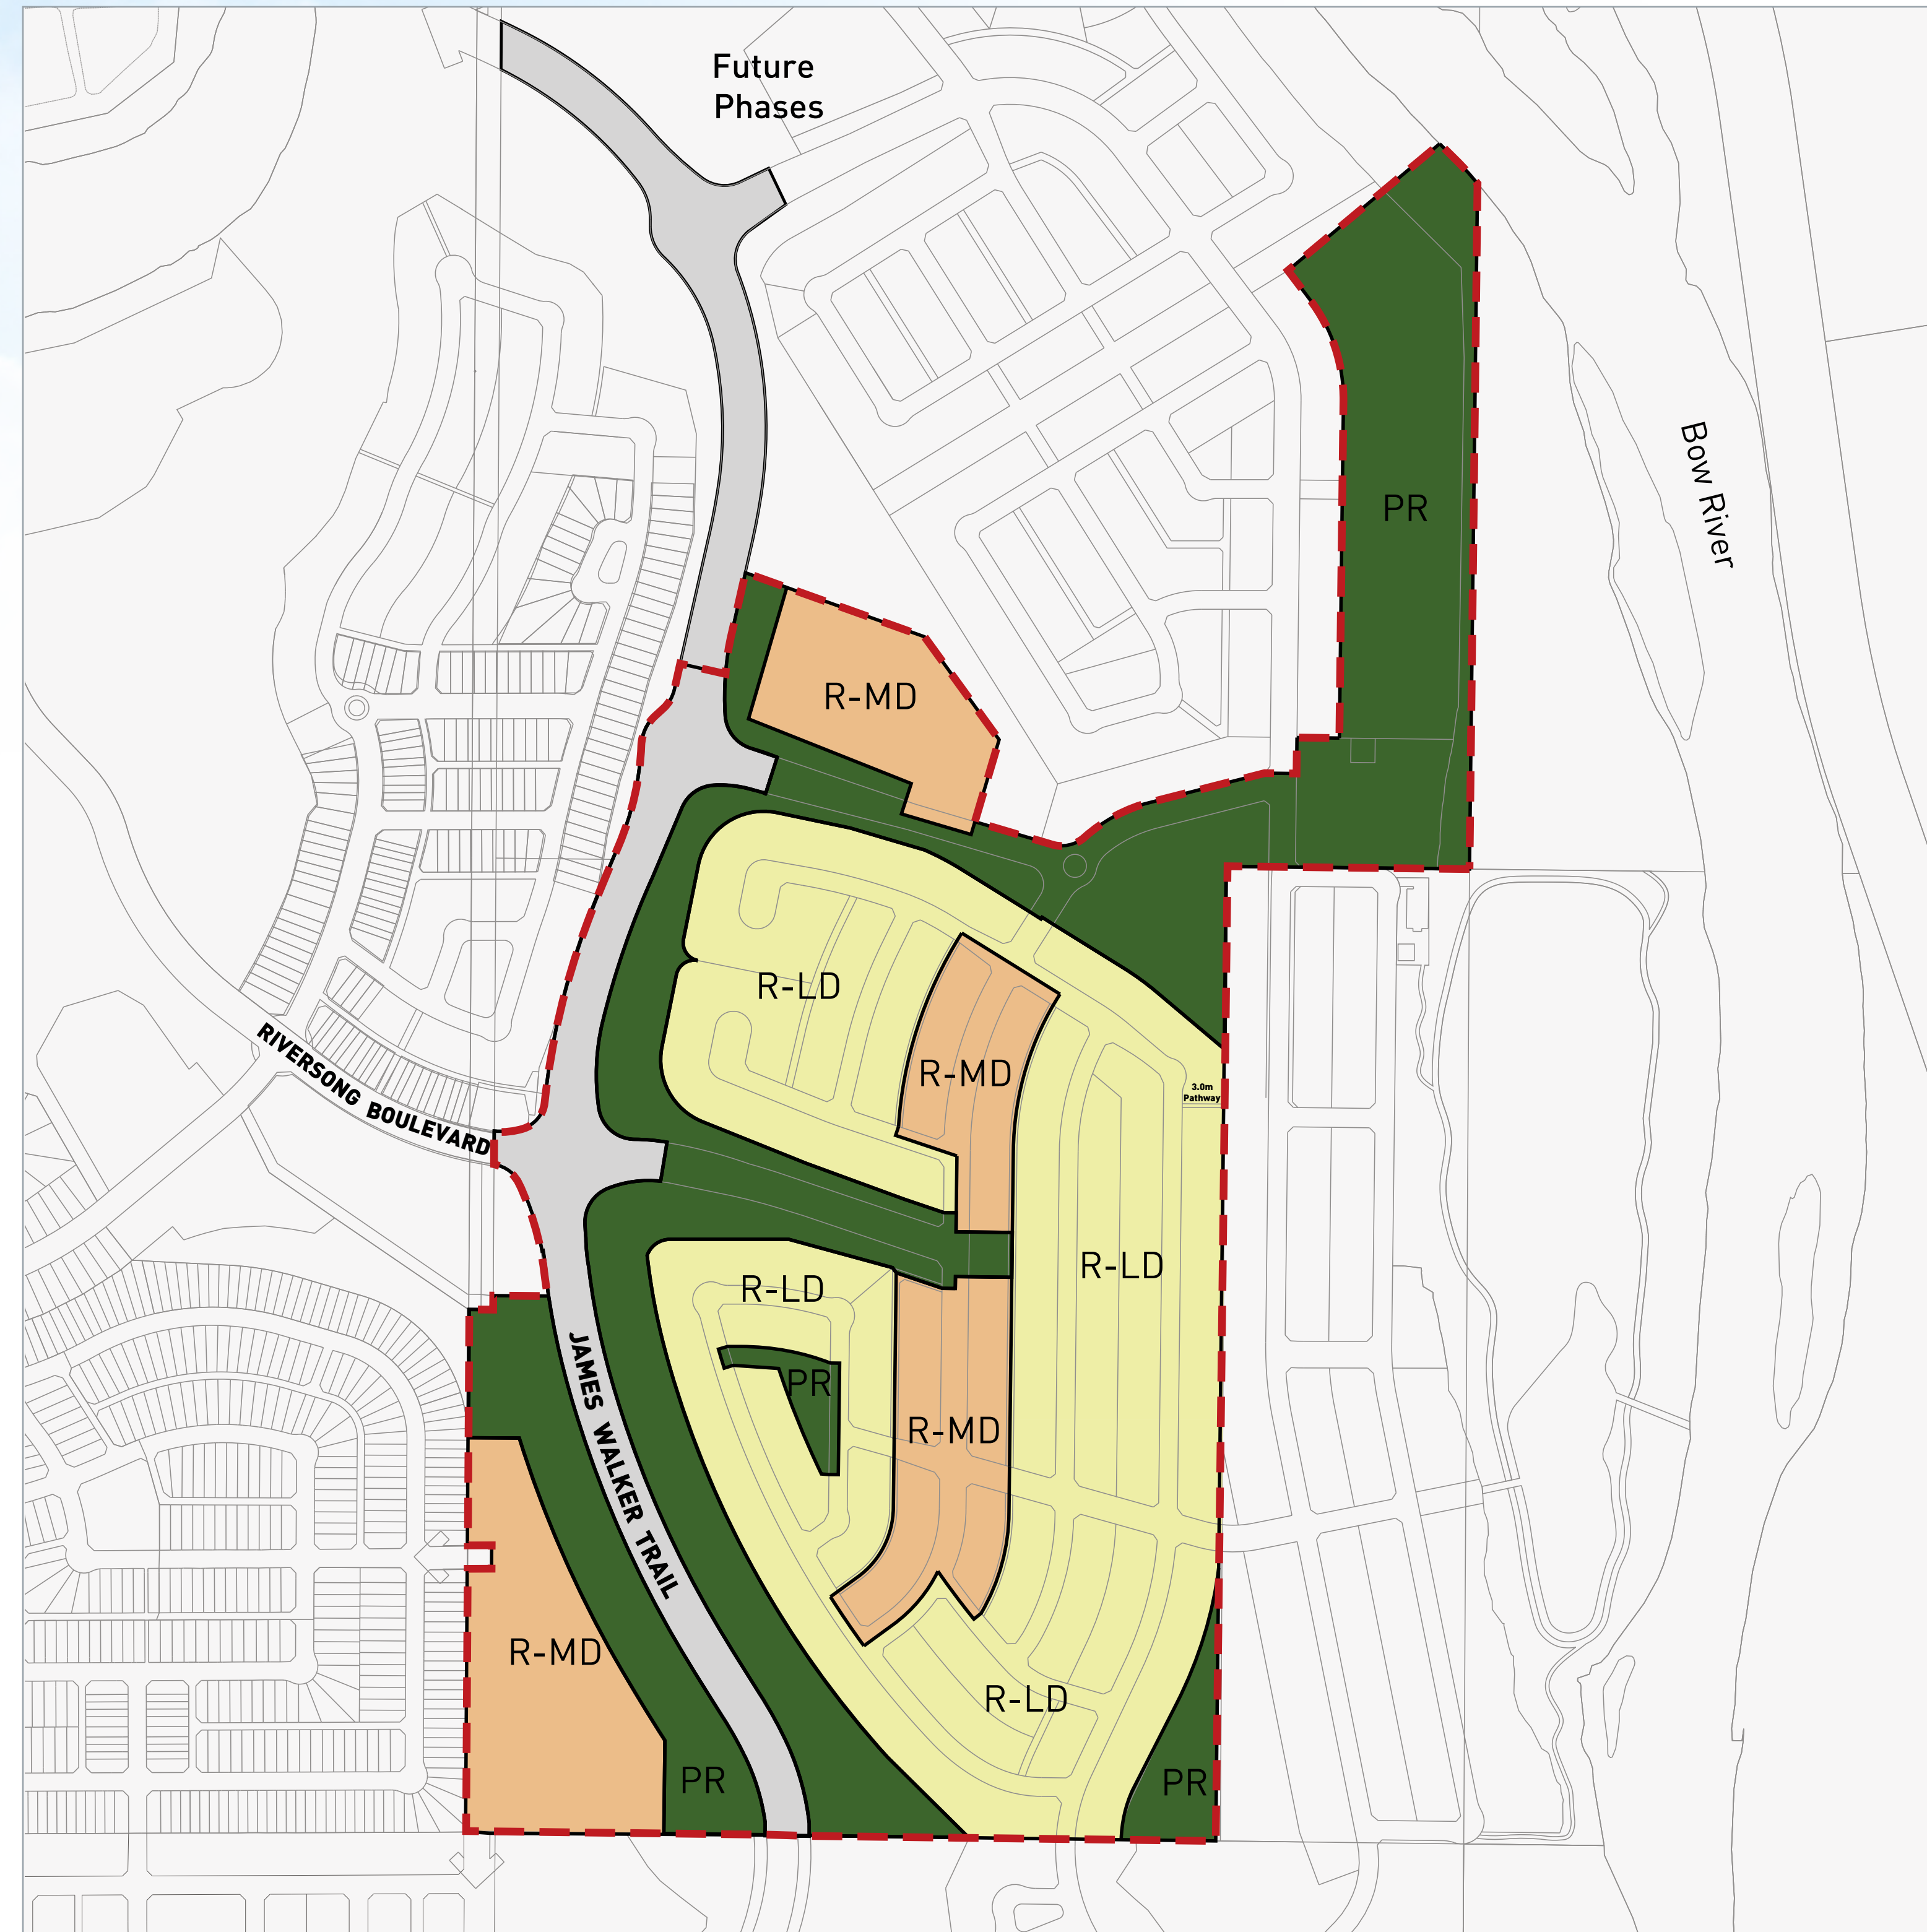 Future
Phases
PR
Bow River
R-MD
R-LD
R-MD
3.0m
Pathway
RIVERSONG BOULEVARD
R-LD
R-LD
JAMES WALKER TRAIL
PR
R-MD
R-MD
R-LD
PR
PR